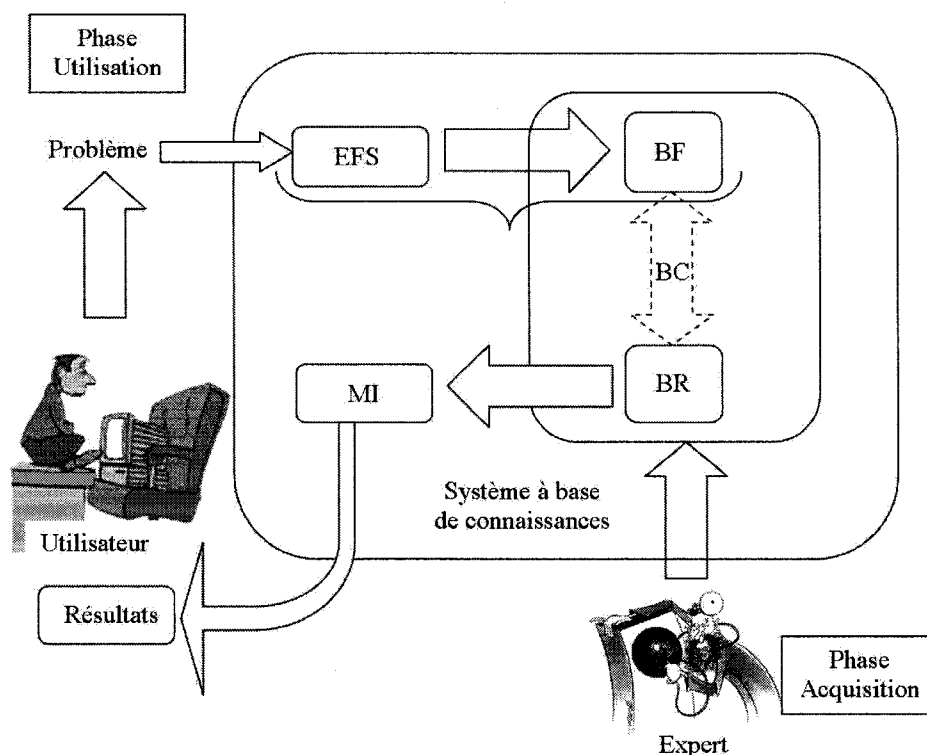 Phase
Utilisation
Problème
EFS
BF
BC
MI
BR
Système à base
de connaissances
Utilisateur
Résultats
Phase
Acquisition
Expert